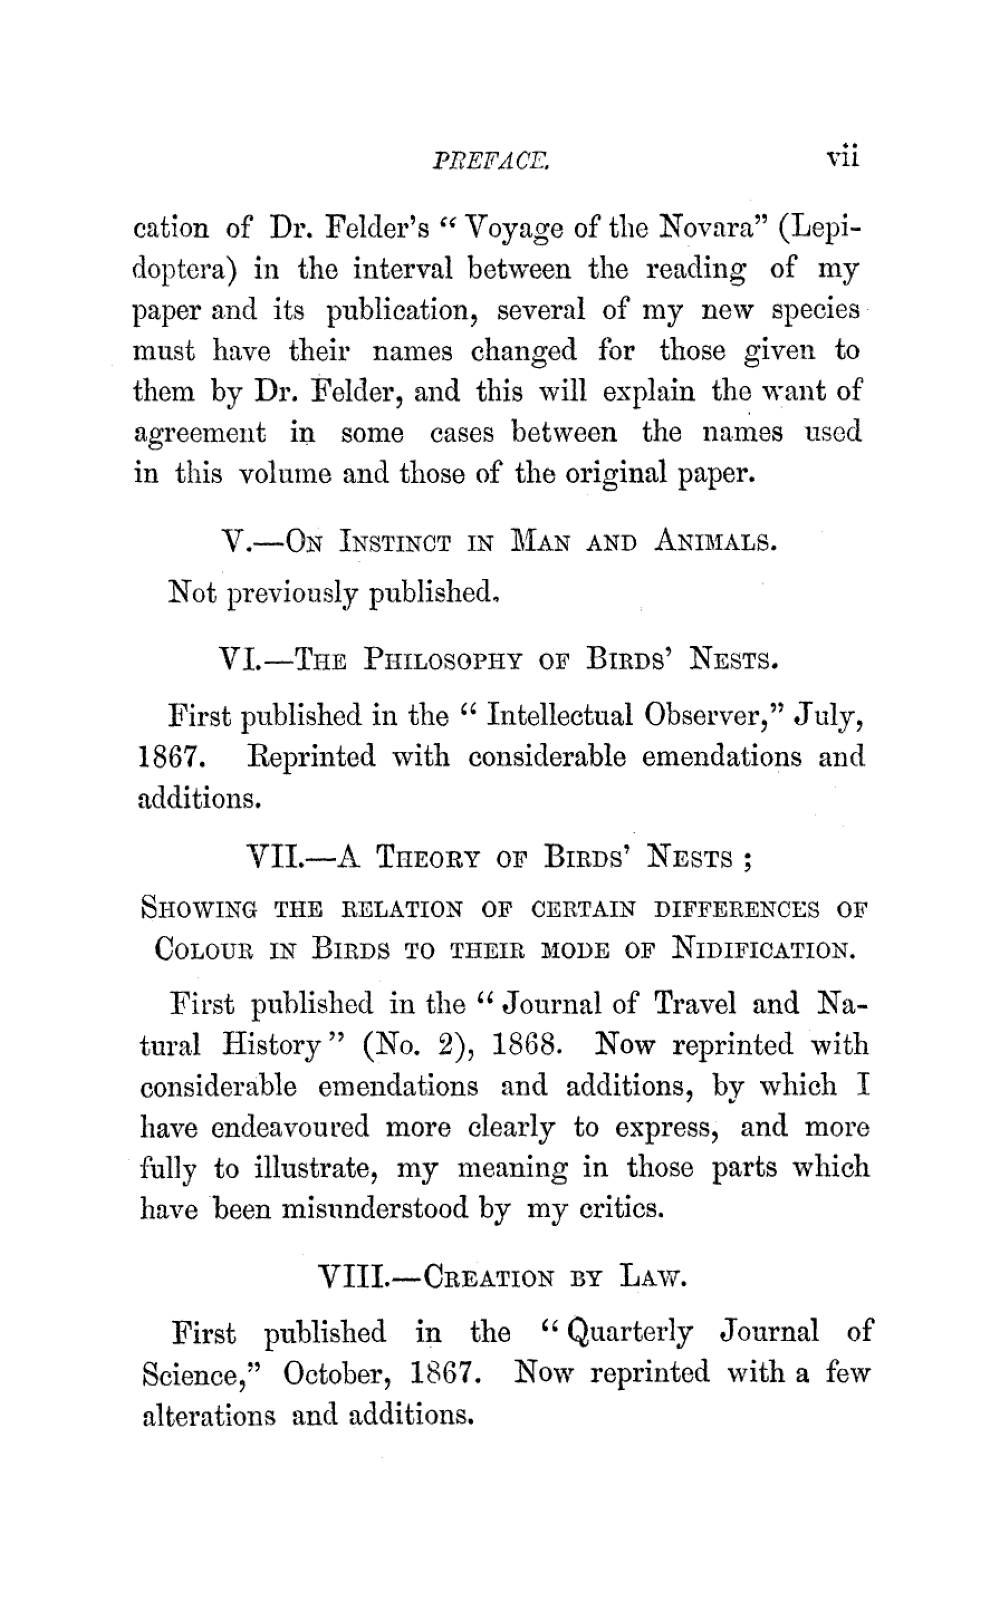 PREFACE.
vii
cation of Dr. Felder's “ Voyage of the Novara” (Lepi-
doptera) in the interval between the reading of my
paper and its publication, several of my new species
must have their names changed for those given to
them by Dr. Felder, and this will explain the want of
agreement in some cases between the names used
in this volume and those of the original paper.
V.—On Instinct in Man and Animals.
Not previously published.
VI.—The Philosophy of Birds’ Nests.
First published in the “ Intellectual Observer,” July,
1867. Reprinted with considerable emendations and
additions.
VII.—A Theory of Birds’ Nests ;
Showing the relation of certain differences of
Colour in Birds to their mode of Nidification.
First published in the “ Journal of Travel and Na-
tural History ” (No. 2), 1868. Now reprinted with
considerable emendations and additions, by which I
have endeavoured more clearly to express, and more
fully to illustrate, my meaning in those parts which
have been misunderstood by my critics.
VIII.—Creation by Law.
First published in the “ Quarterly Journal of
Science,” October, 1867. Now reprinted with a few
alterations and additions.